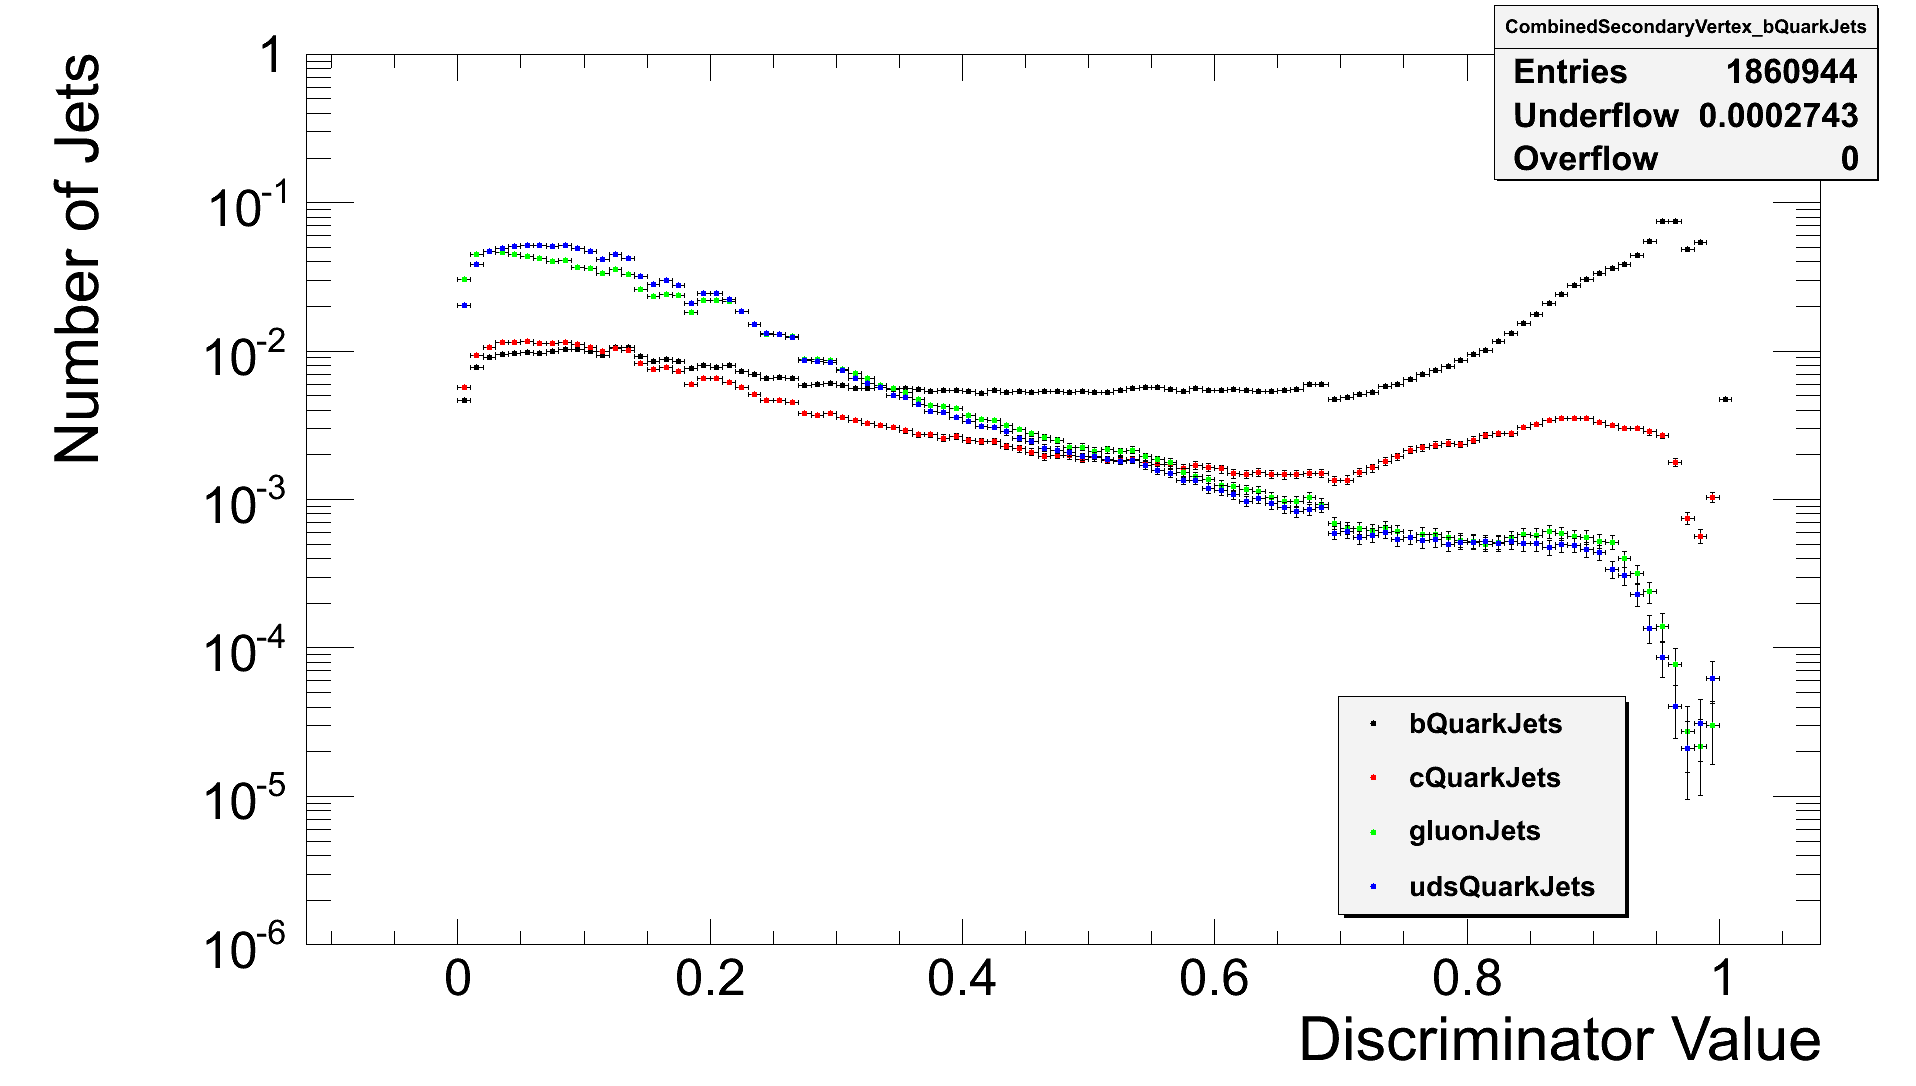 CombinedSecondaryVertex_bQuarkJets
Entries 1860944
Underflow 0.0002743
Overflow 0
Number of Jets
1
10^-1
10^-2
10^-3
10^-4
10^-5
10^-6
bQuarkJets
cQuarkJets
gluonJets
udsQuarkJets
0 0.2 0.4 0.6 0.8 1
Discriminator Value